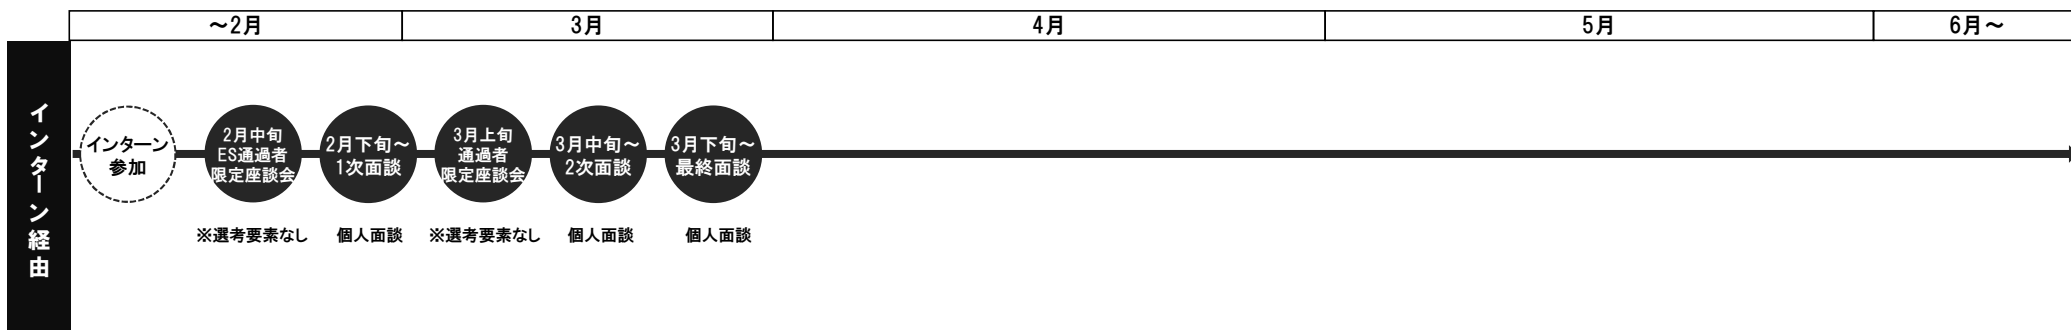 ～2月
3月
4月
5月
6月～
インターン経由
インターン
参加
2月中旬
ES通過者
限定座談会
2月下旬～
1次面談
3月上旬
通過者
限定座談会
3月中旬～
2次面談
3月下旬～
最終面談
※選考要素なし
個人面談
※選考要素なし
個人面談
個人面談